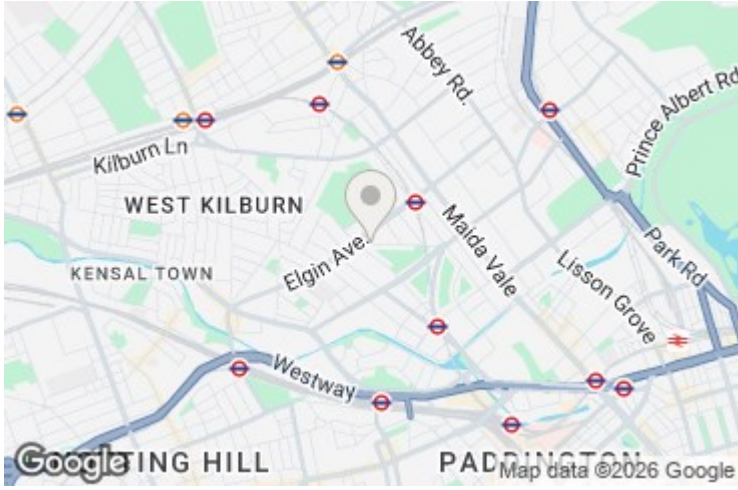 Abbey Rd.
Prince Albert Rd
Kilburn Ln
WEST KILBURN
Elgin Ave.
Maida Vale
Park Rd
KENSAL TOWN
Lisson Grove
Westway
TING HILL
PADDINGTON
Google
Map data ©2026 Google